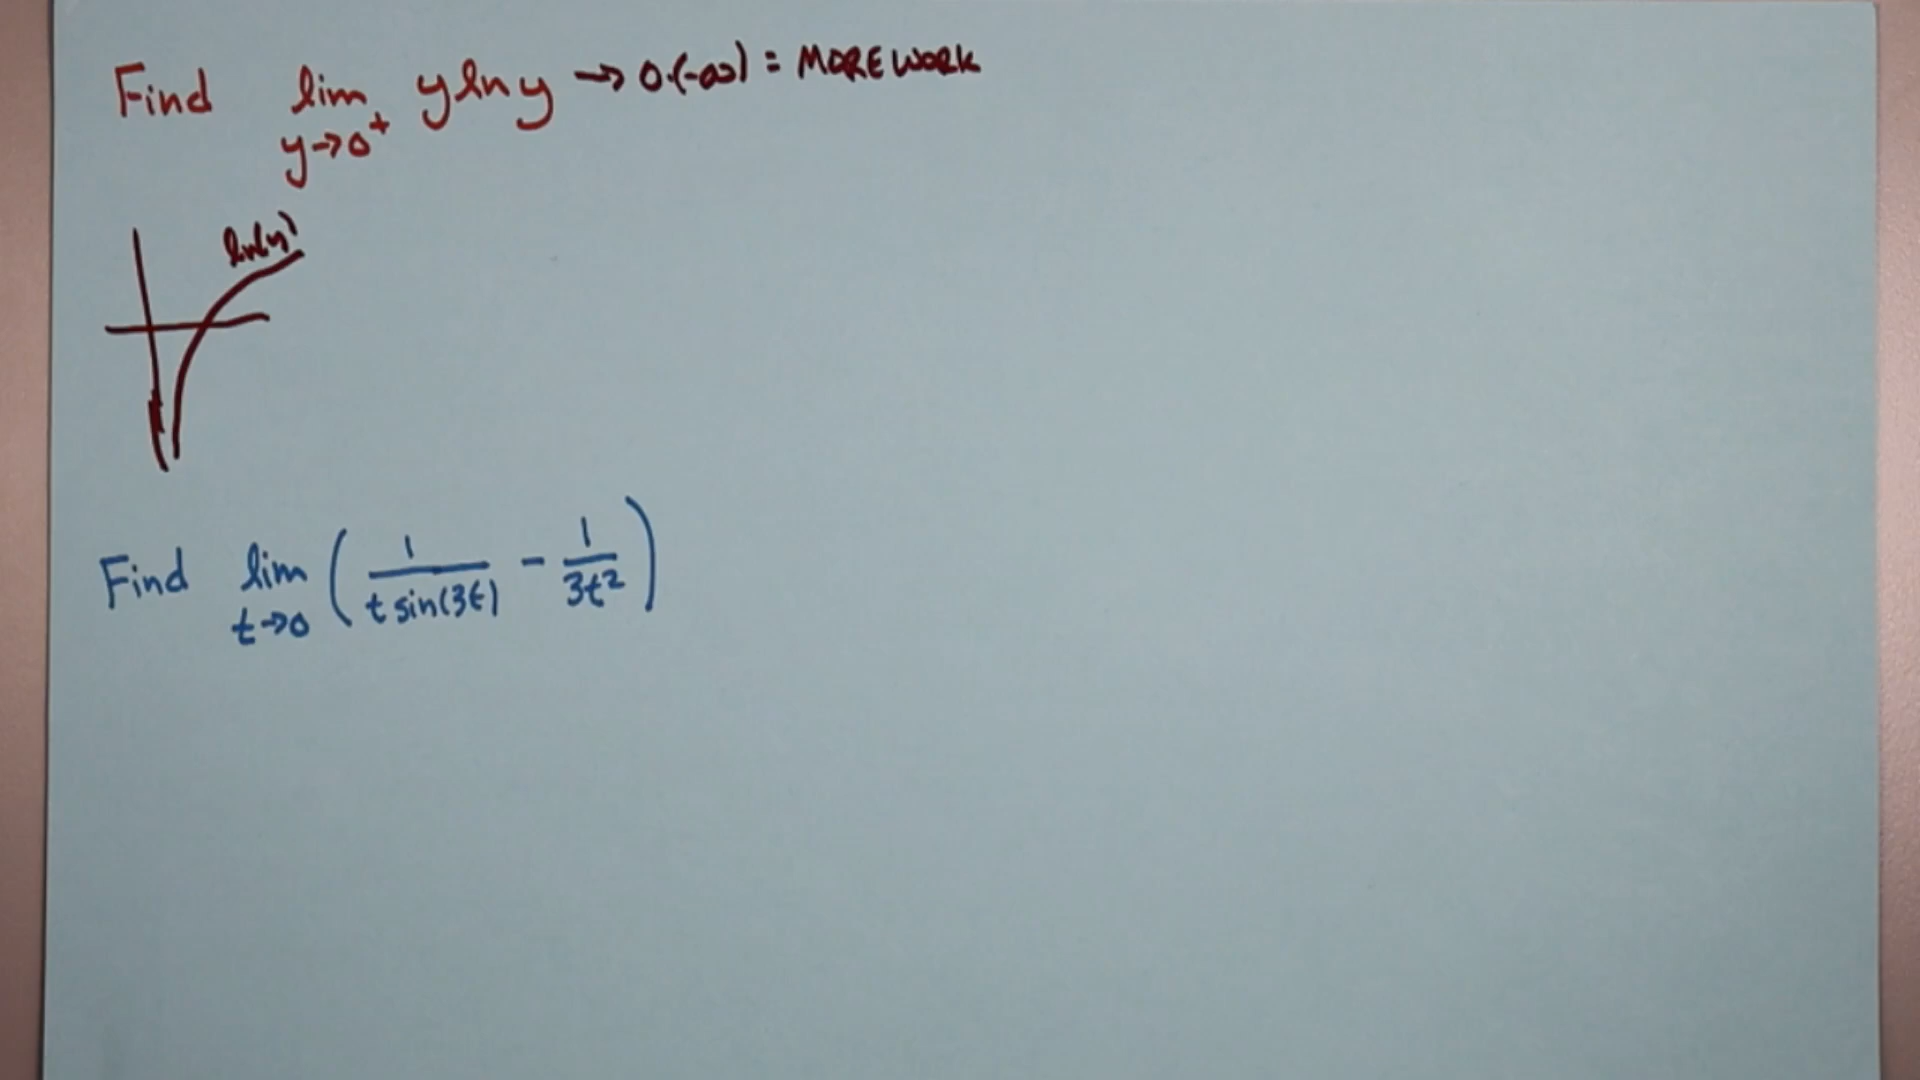 Find lim y→0⁺ y ln y → 0·(-∞) = MORE WORK
ln(y)
Find lim t→0 ( 1/(t sin(3t)) - 1/(3t²) )